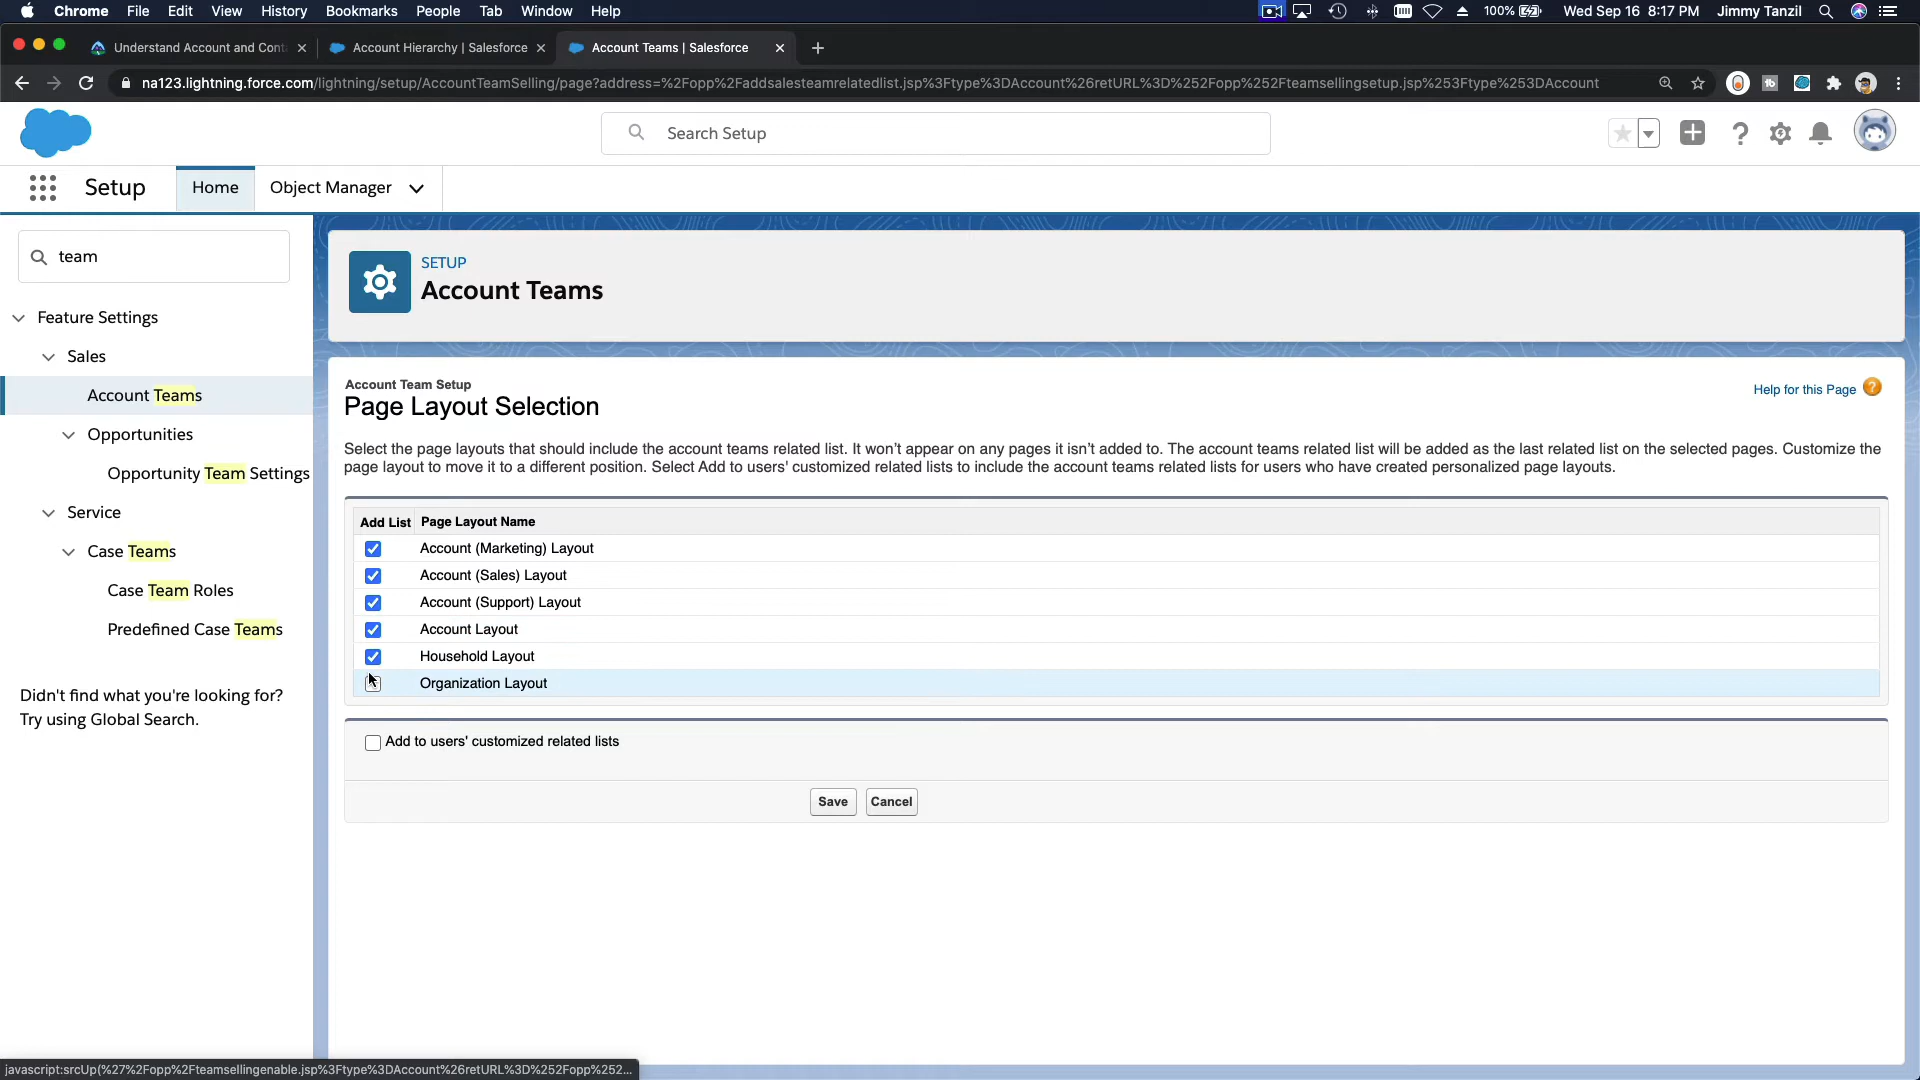 Chrome File Edit View History Bookmarks People Tab Window Help 100% Wed Sep 16 8:17 PM Jimmy Tanzil
Understand Account and Cont Account Hierarchy | Salesforce Account Teams | Salesforce
na123.lightning.force.com/lightning/setup/AccountTeamSelling/page?address=%2Fopp%2Faddsalesteamrelatedlist.jsp%3Ftype%3DAccount%26retURL%3D%252Fopp%252Fteamsellingsetup.jsp%253Ftype%253DAccount
Search Setup
Setup Home Object Manager
team
Feature Settings
Sales
Account Teams
Opportunities
Opportunity Team Settings
Service
Case Teams
Case Team Roles
Predefined Case Teams
Didn't find what you're looking for?
Try using Global Search.
SETUP
Account Teams
Account Team Setup
Page Layout Selection
Help for this Page ?
Select the page layouts that should include the account teams related list. It won't appear on any pages it isn't added to. The account teams related list will be added as the last related list on the selected pages. Customize the
page layout to move it to a different position. Select Add to users' customized related lists to include the account teams related lists for users who have created personalized page layouts.
Add List Page Layout Name
Account (Marketing) Layout
Account (Sales) Layout
Account (Support) Layout
Account Layout
Household Layout
Organization Layout
Add to users' customized related lists
Save Cancel
javascript:srcUp(%27%2Fopp%2Fteamsellingenable.jsp%3Ftype%3DAccount%26retURL%3D%252Fopp%252...